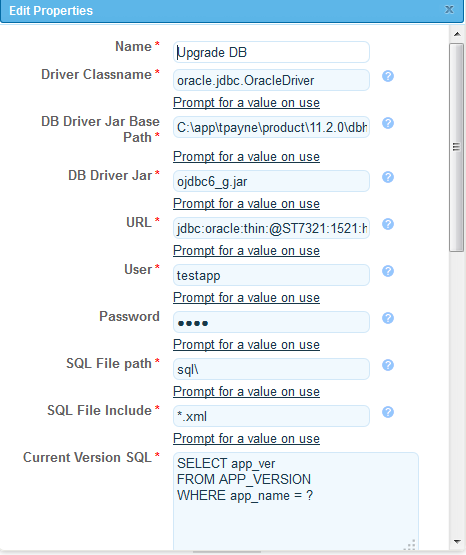 Edit Properties
Name * Upgrade DB
Driver Classname * oracle.jdbc.OracleDriver
Prompt for a value on use
DB Driver Jar Base Path * C:\app\tpayne\product\11.2.0\dbh
Prompt for a value on use
DB Driver Jar * ojdbc6_g.jar
Prompt for a value on use
URL * jdbc:oracle:thin:@ST7321:1521:h
Prompt for a value on use
User * testapp
Prompt for a value on use
Password ●●●●
Prompt for a value on use
SQL File path * sql\
Prompt for a value on use
SQL File Include * *.xml
Prompt for a value on use
Current Version SQL * SELECT app_ver
FROM APP_VERSION
WHERE app_name = ?